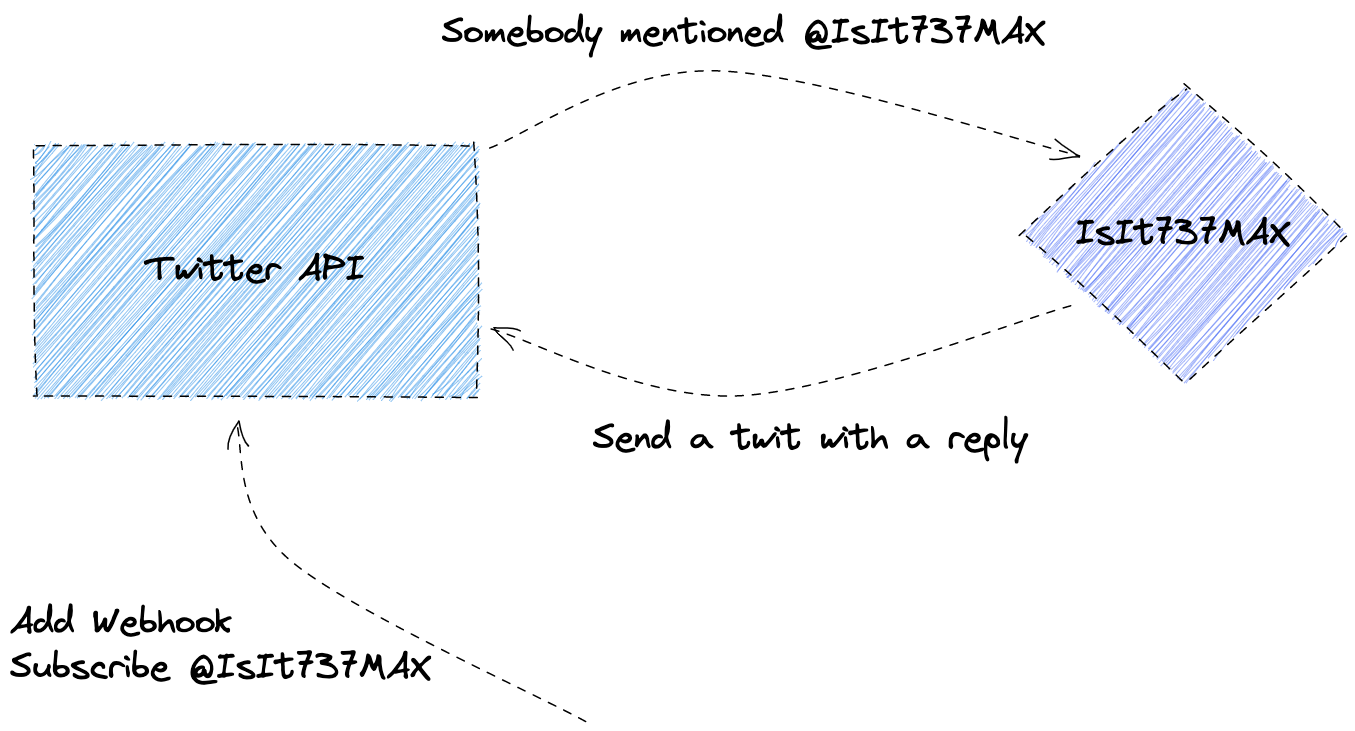 Somebody mentioned @IsIt737MAX
IsIt737MAX
Twitter API
Send a twit with a reply
Add Webhook
Subscribe @IsIt737MAX